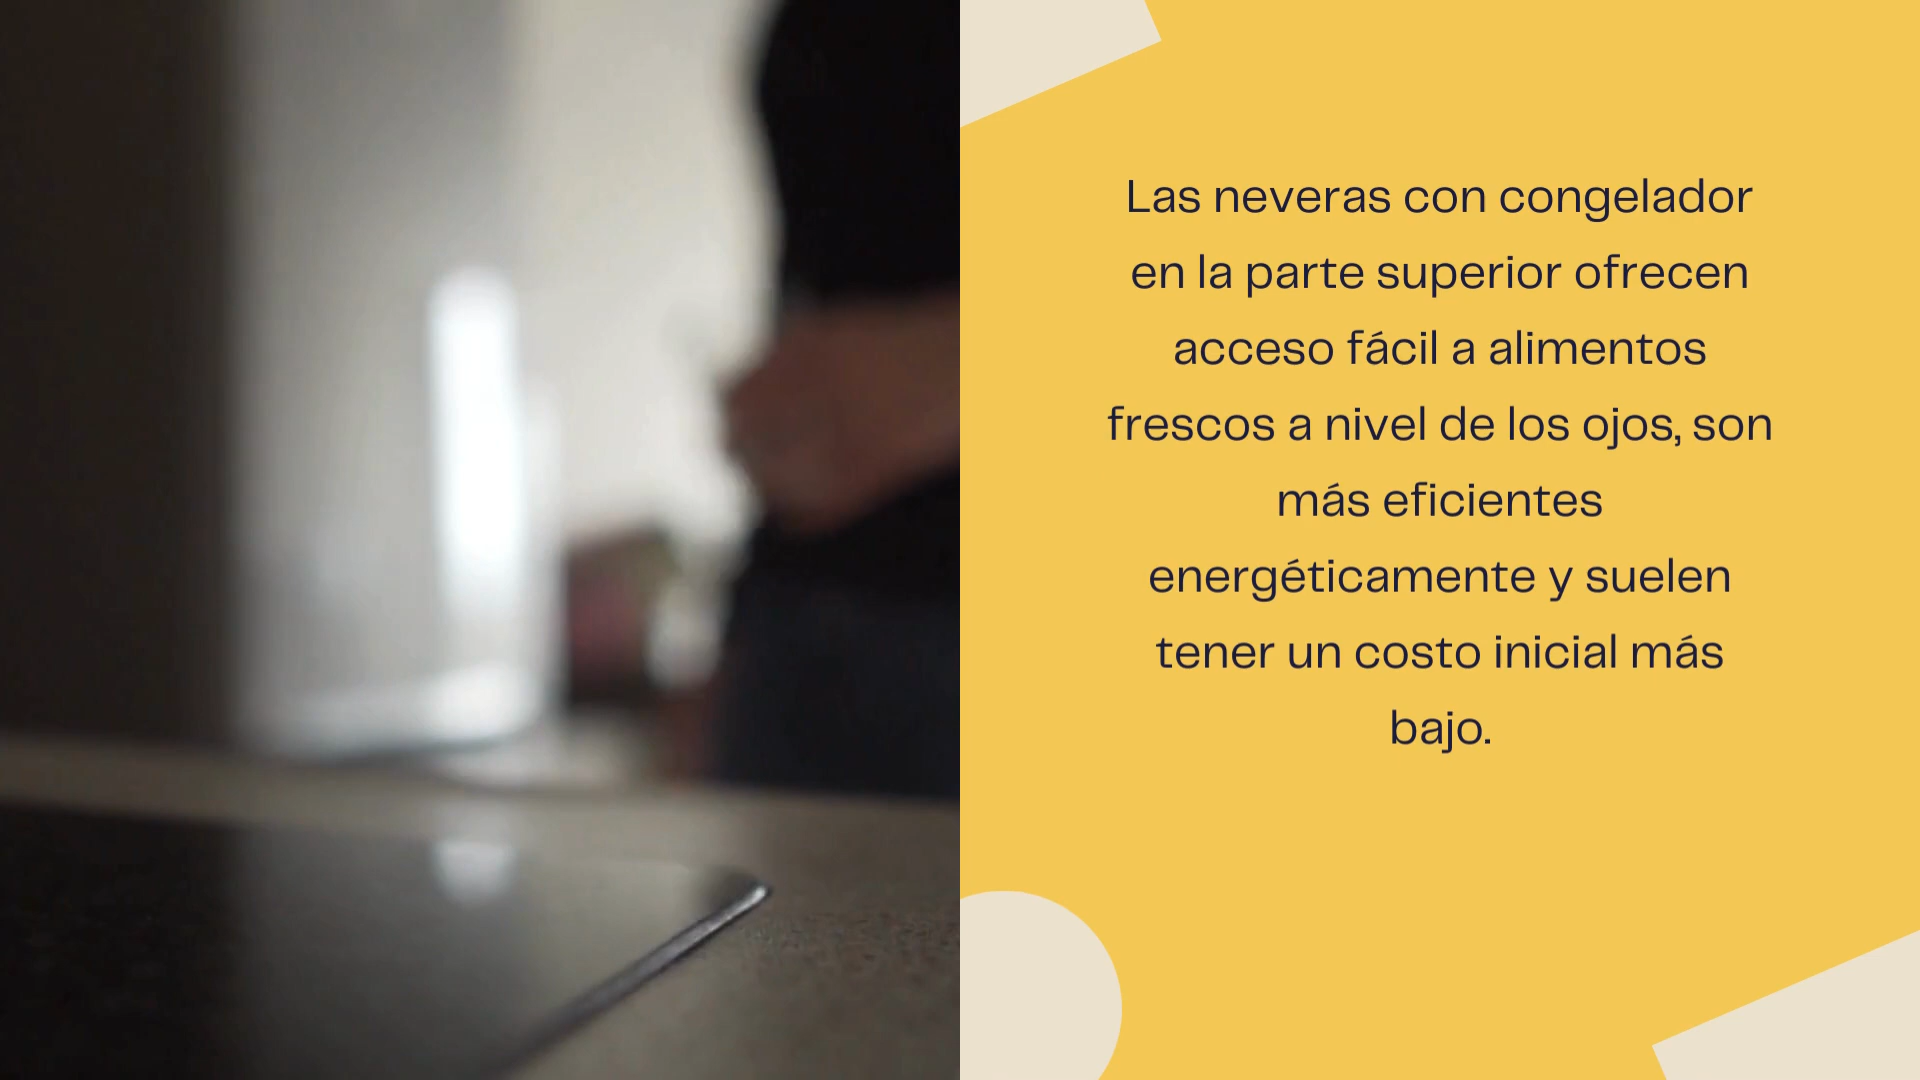 Las neveras con congelador
en la parte superior ofrecen
acceso fácil a alimentos
frescos a nivel de los ojos, son
más eficientes
energéticamente y suelen
tener un costo inicial más
bajo.